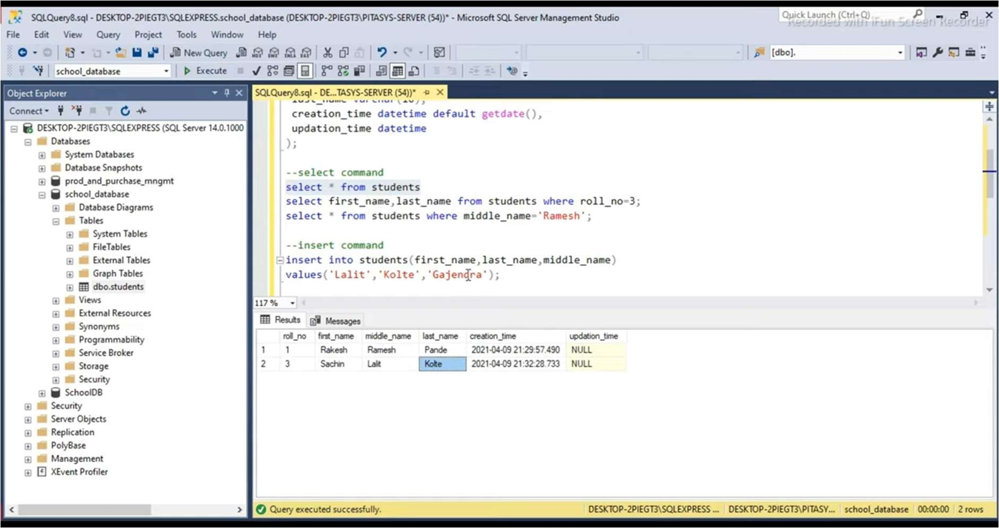 SQLQuery8.sql - DESKTOP-2PIEGT3\SQLEXPRESS.school_database (DESKTOP-2PIEGT3\PITASYS-SERVER (54))* - Microsoft SQL Server Management Studio
Quick Launch (Ctrl+Q)
Recorded with iFun Screen Recorder
File Edit View Query Project Tools Window Help
New Query
MDX DMX XMLA DAX
[dbo].
school_database
Execute
Object Explorer
SQLQuery8.sql - DE...TASYS-SERVER (54))*
Connect
DESKTOP-2PIEGT3\SQLEXPRESS (SQL Server 14.0.1000
Databases
System Databases
Database Snapshots
prod_and_purchase_mngmt
school_database
Database Diagrams
Tables
System Tables
FileTables
External Tables
Graph Tables
dbo.students
Views
External Resources
Synonyms
Programmability
Service Broker
Storage
Security
SchoolDB
Security
Server Objects
Replication
PolyBase
Management
XEvent Profiler
last_name varchar(10),
creation_time datetime default getdate(),
updation_time datetime
);
--select command
select * from students
select first_name,last_name from students where roll_no=3;
select * from students where middle_name='Ramesh';
--insert command
insert into students(first_name,last_name,middle_name)
values('Lalit','Kolte','Gajendra');
117 %
Results Messages
roll_no first_name middle_name last_name creation_time updation_time
1 1 Rakesh Ramesh Pande 2021-04-09 21:29:57.490 NULL
2 3 Sachin Lalit Kolte 2021-04-09 21:32:28.733 NULL
Query executed successfully.
DESKTOP-2PIEGT3\SQLEXPRESS ... DESKTOP-2PIEGT3\PITASY... school_database 00:00:00 2 rows